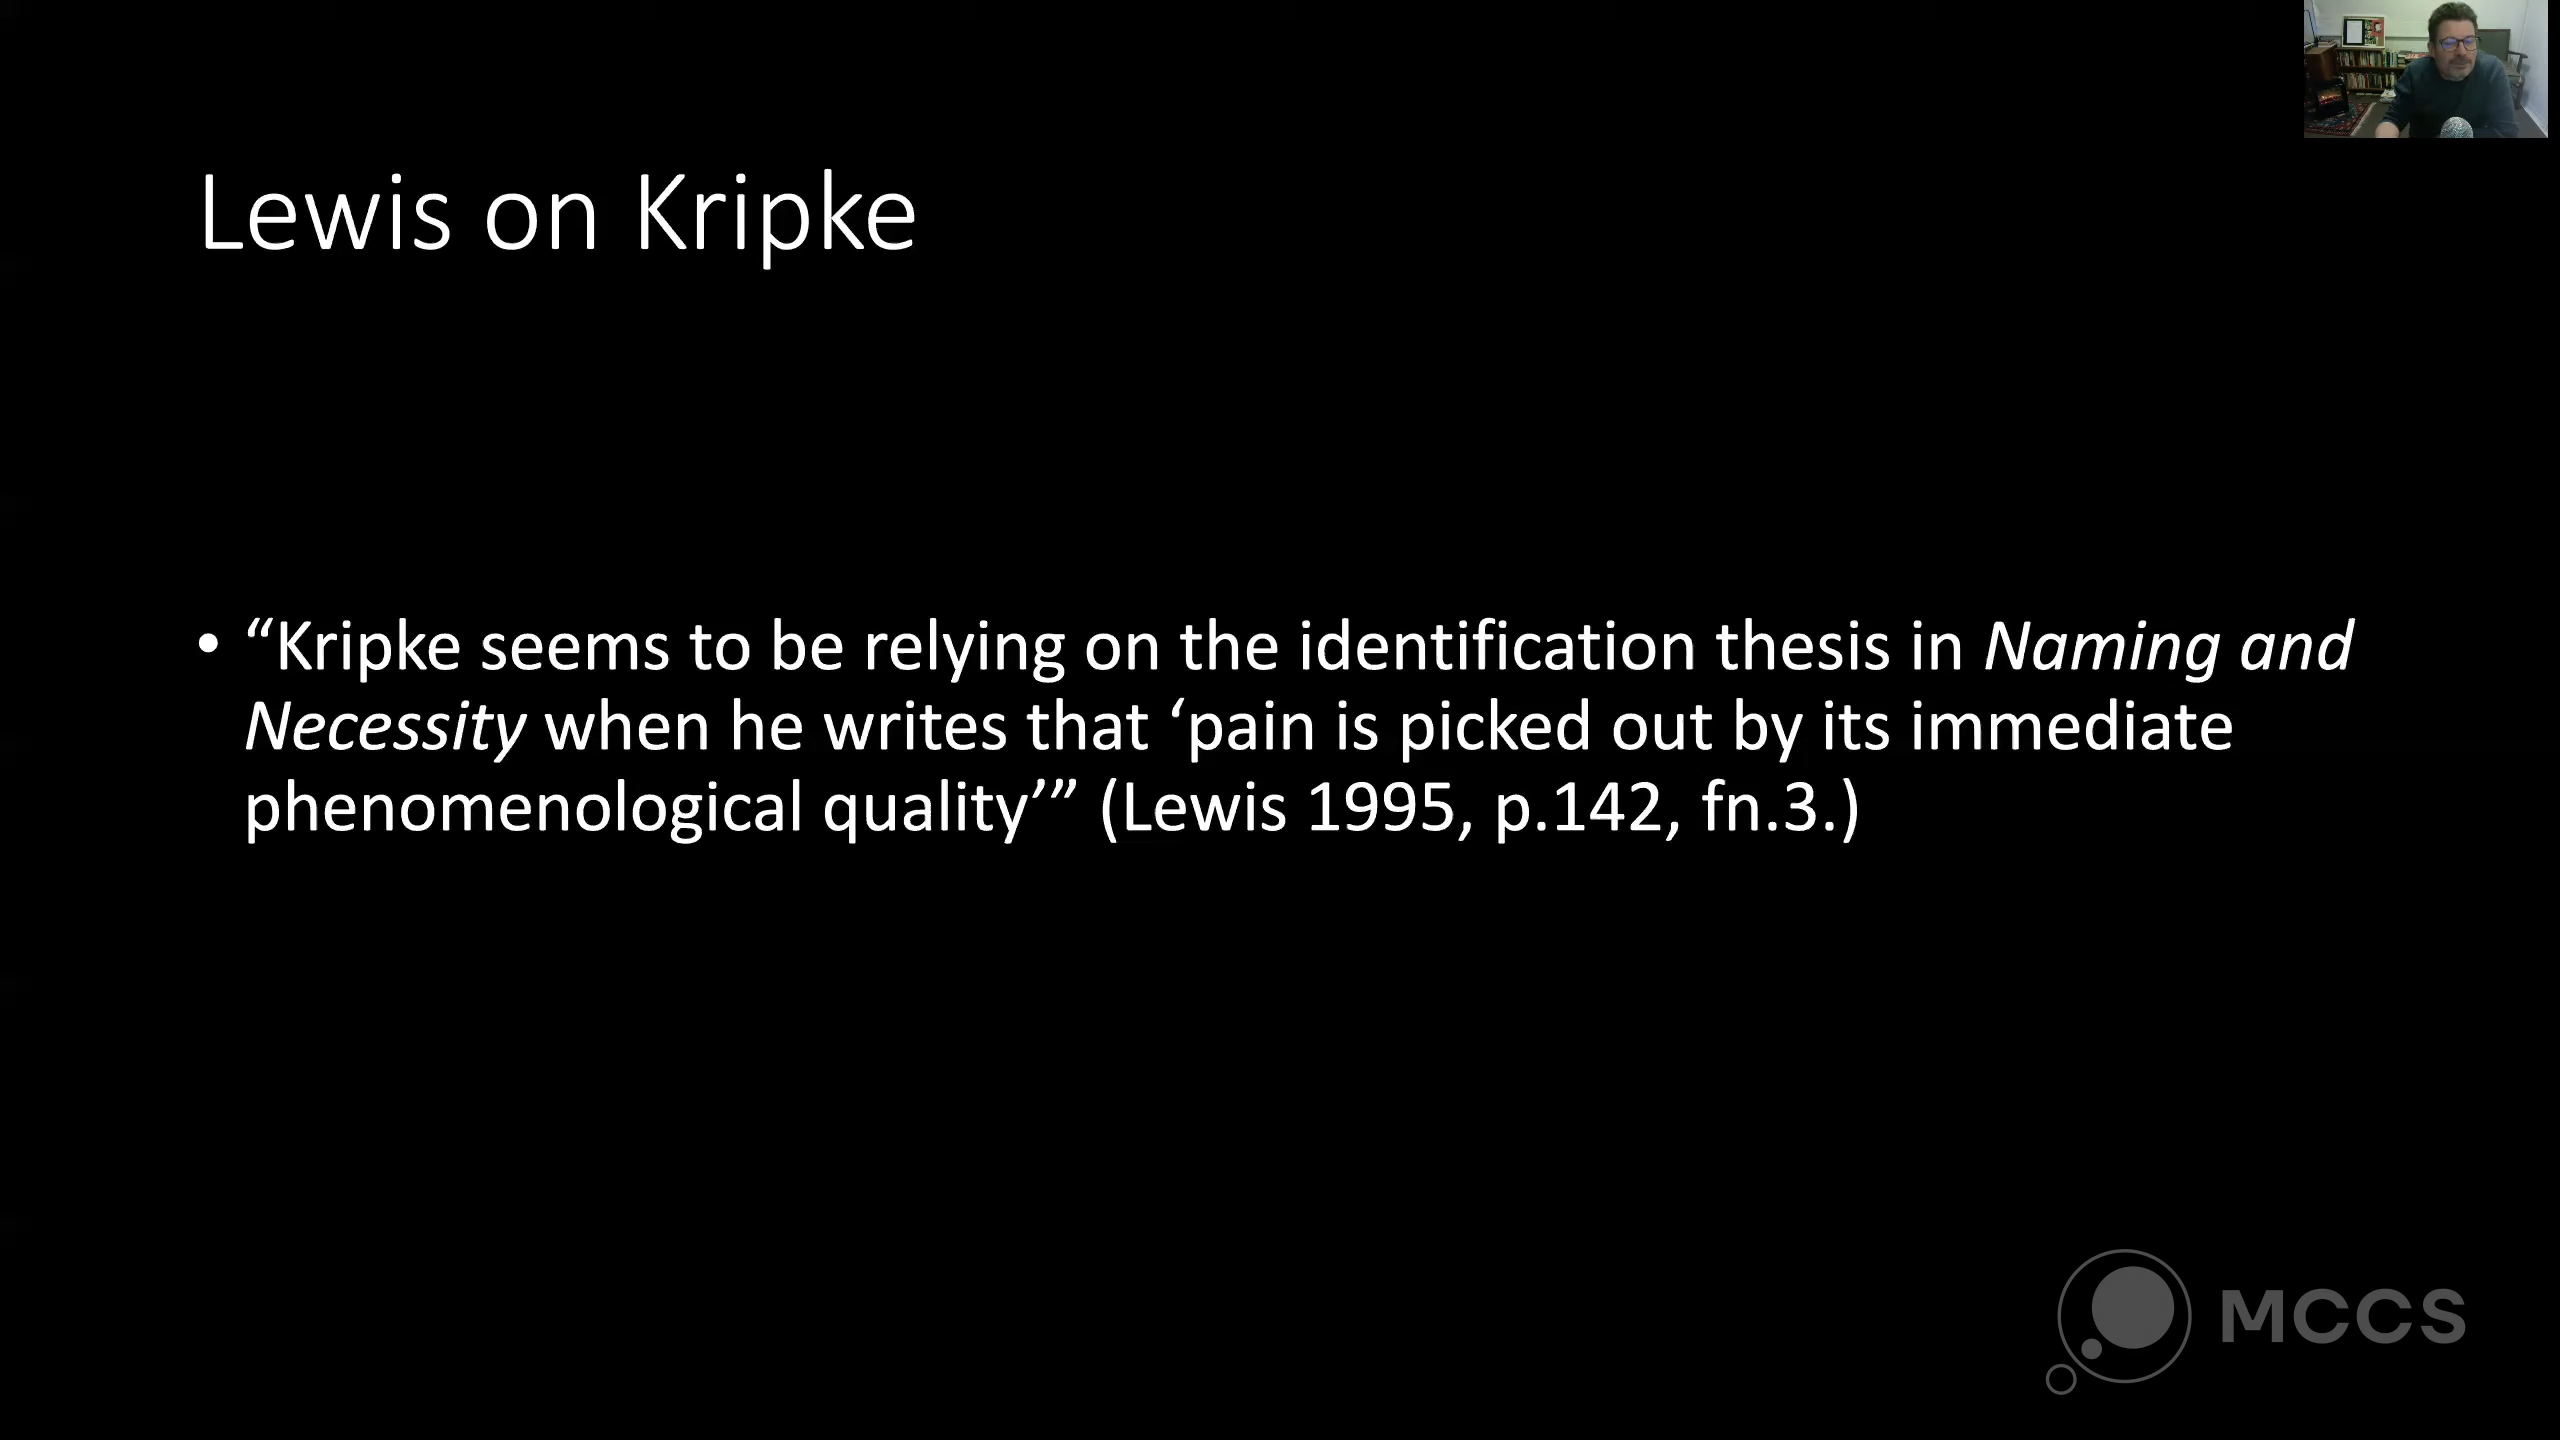 Lewis on Kripke
• “Kripke seems to be relying on the identification thesis in Naming and
Necessity when he writes that ‘pain is picked out by its immediate
phenomenological quality’” (Lewis 1995, p.142, fn.3.)
MCCS